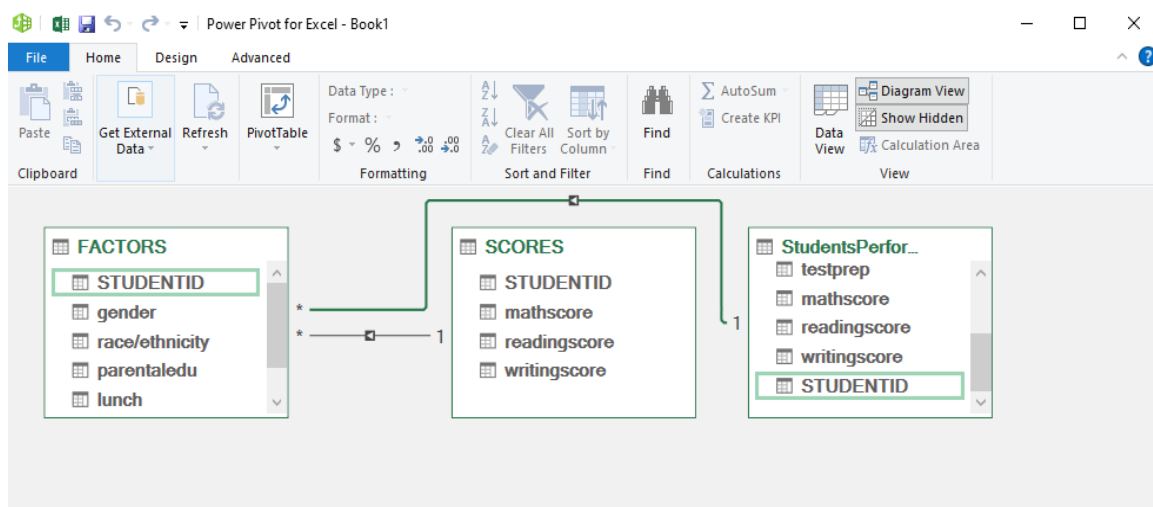 Power Pivot for Excel - Book1
File Home Design Advanced
Paste
Clipboard
Get External
Data
Refresh
PivotTable
Data Type :
Format :
$ % , .00 .00
Formatting
Clear All
Filters
Sort by
Column
Sort and Filter
Find
Find
AutoSum
Create KPI
Calculations
Data
View
Diagram View
Show Hidden
Calculation Area
View
FACTORS
STUDENTID
gender
race/ethnicity
parentaledu
lunch
*
*
1
SCORES
STUDENTID
mathscore
readingscore
writingscore
1
StudentsPerfor...
testprep
mathscore
readingscore
writingscore
STUDENTID